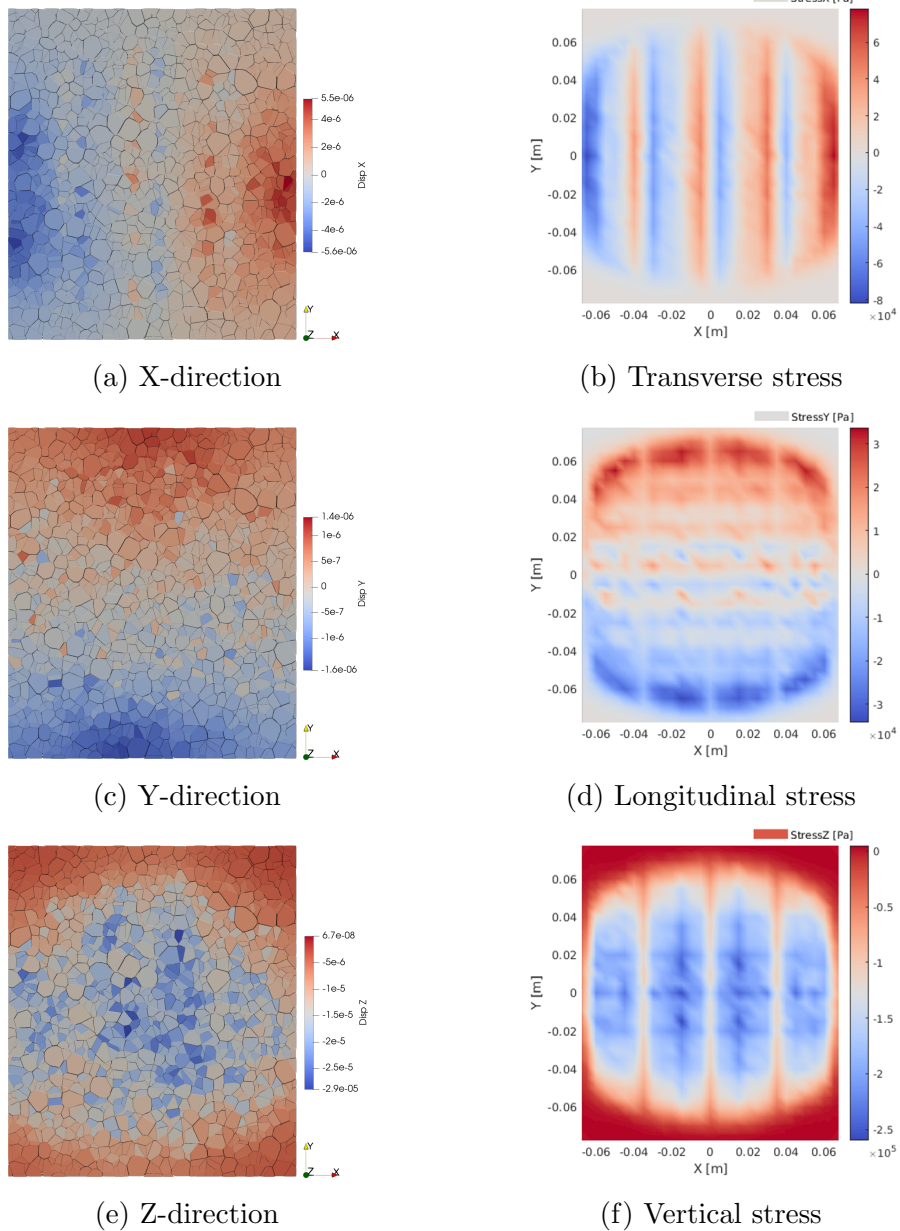 5.5e-06
4e-6
2e-6
0
-2e-6
-4e-6
-5.6e-06
Disp X
Y
Z
X
(a) X-direction
StressX [Pa]
0.06
0.04
0.02
0
-0.02
-0.04
-0.06
Y [m]
-0.06 -0.04 -0.02 0 0.02 0.04 0.06
X [m]
6
4
2
0
-2
-4
-6
-8
×10⁴
(b) Transverse stress
1.4e-06
1e-6
5e-7
0
-5e-7
-1e-6
-1.6e-06
Disp Y
Y
Z
X
(c) Y-direction
StressY [Pa]
0.06
0.04
0.02
0
-0.02
-0.04
-0.06
Y [m]
-0.06 -0.04 -0.02 0 0.02 0.04 0.06
X [m]
3
2
1
0
-1
-2
-3
×10⁴
(d) Longitudinal stress
6.7e-08
-5e-6
-1e-5
-1.5e-5
-2e-5
-2.5e-5
-2.9e-05
Disp Z
Y
Z
X
(e) Z-direction
StressZ [Pa]
0.06
0.04
0.02
0
-0.02
-0.04
-0.06
Y [m]
-0.06 -0.04 -0.02 0 0.02 0.04 0.06
X [m]
0
-0.5
-1
-1.5
-2
-2.5
×10⁵
(f) Vertical stress